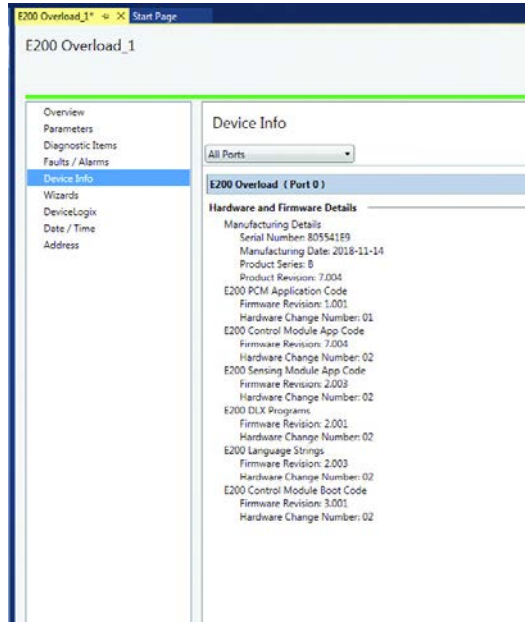 E200 Overload_1* Start Page
E200 Overload_1
Overview
Parameters
Diagnostic Items
Faults / Alarms
Device Info
Wizards
DeviceLogix
Date / Time
Address
Device Info
All Ports
E200 Overload ( Port 0 )
Hardware and Firmware Details
Manufacturing Details
Serial Number: 805541E9
Manufacturing Date: 2018-11-14
Product Series: B
Product Revision: 7.004
E200 PCM Application Code
Firmware Revision: 1.001
Hardware Change Number: 01
E200 Control Module App Code
Firmware Revision: 7.004
Hardware Change Number: 02
E200 Sensing Module App Code
Firmware Revision: 2.003
Hardware Change Number: 02
E200 DLX Programs
Firmware Revision: 2.001
Hardware Change Number: 02
E200 Language Strings
Firmware Revision: 2.003
Hardware Change Number: 02
E200 Control Module Boot Code
Firmware Revision: 3.001
Hardware Change Number: 02